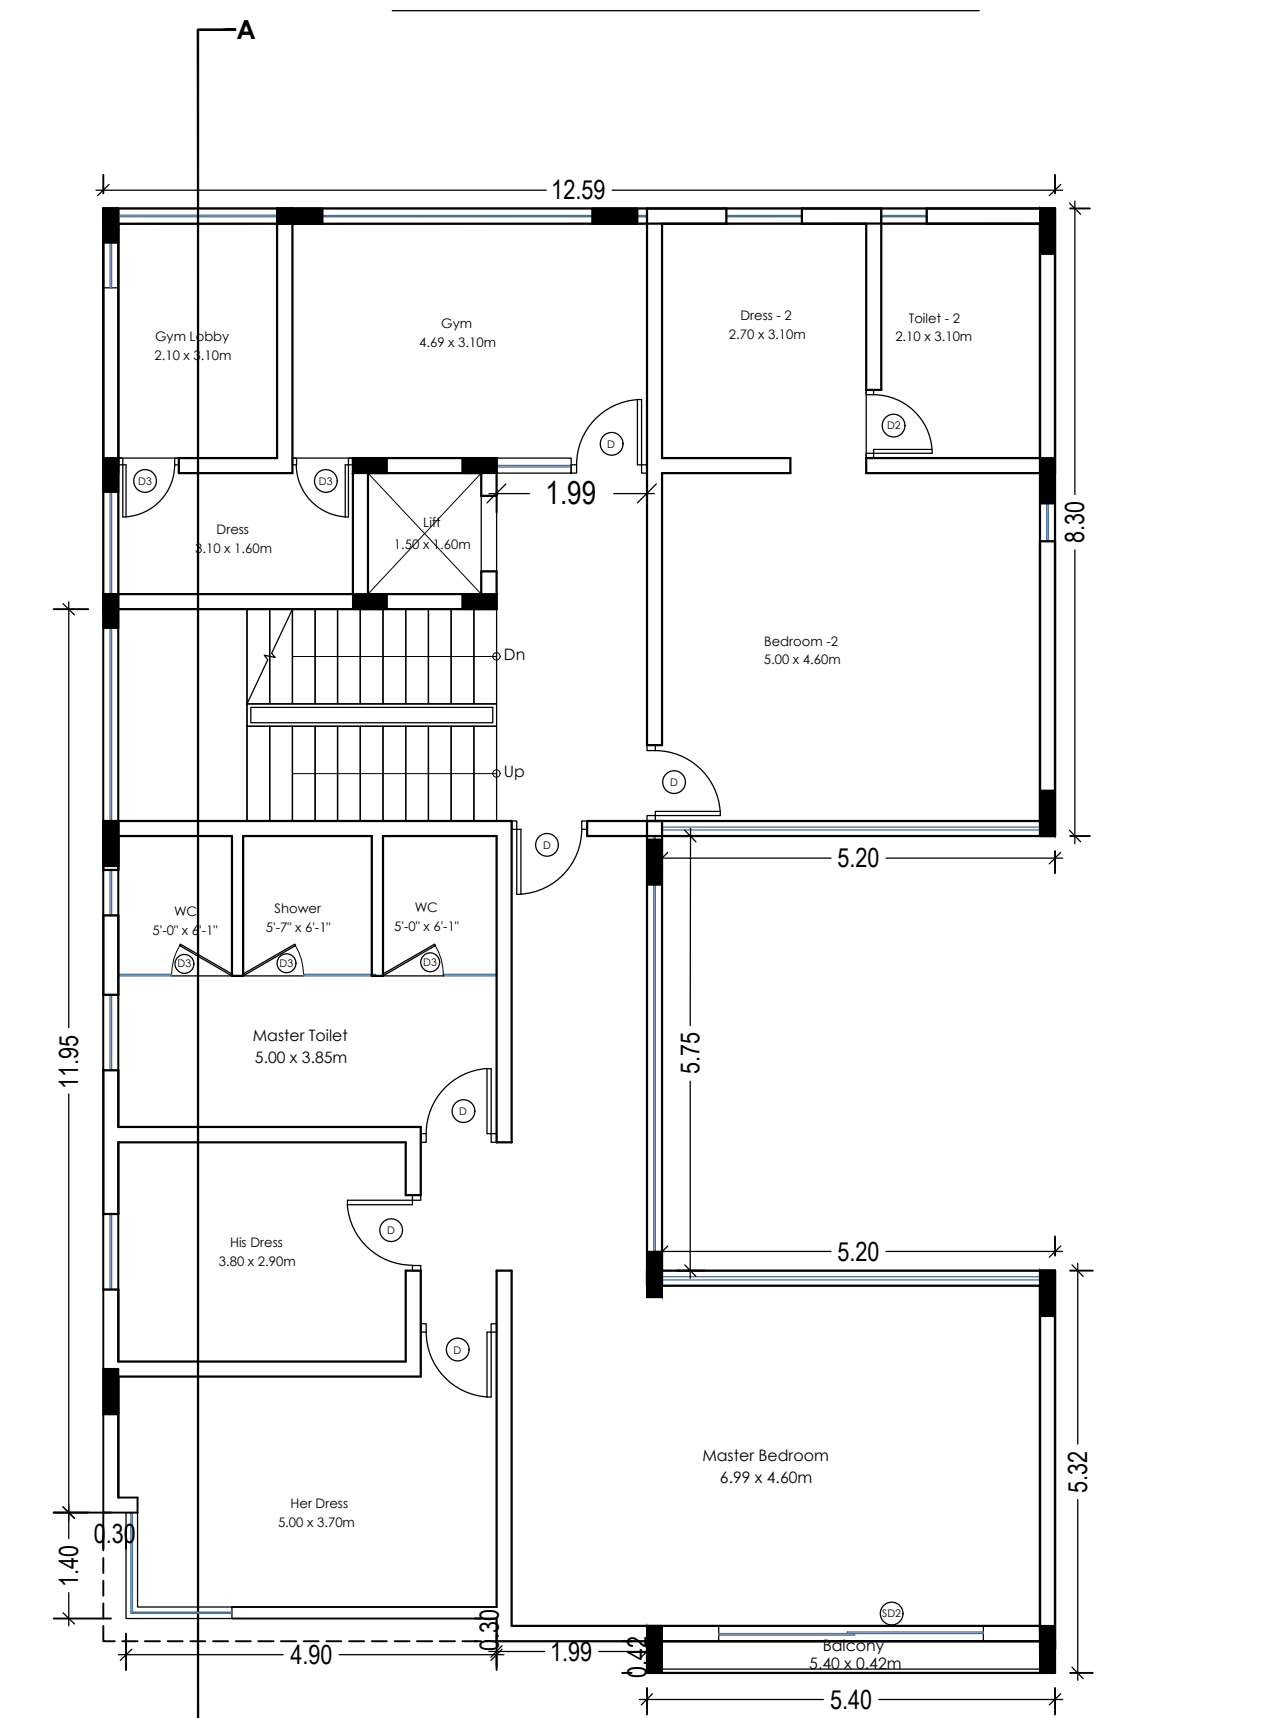 A
12.59
Gym Lobby
2.10 x 3.10m
Gym
4.69 x 3.10m
Dress - 2
2.70 x 3.10m
Toilet - 2
2.10 x 3.10m
D2
D
D3
D3
1.99
8.30
Dress
3.10 x 1.60m
Lift
1.50 x 1.60m
Bedroom -2
5.00 x 4.60m
Dn
Up
D
D
5.20
WC
5'-0" x 6'-1"
Shower
5'-7" x 6'-1"
WC
5'-0" x 6'-1"
D3
D3
D3
Master Toilet
5.00 x 3.85m
11.95
5.75
D
His Dress
3.80 x 2.90m
D
5.20
D
Master Bedroom
6.99 x 4.60m
5.32
Her Dress
5.00 x 3.70m
0.30
1.40
SD2
0.30
4.90
1.99
0.42
Balcony
5.40 x 0.42m
5.40